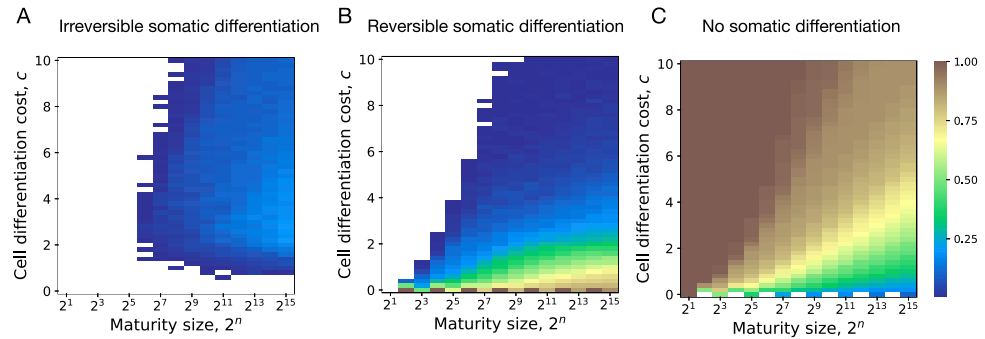 A
Irreversible somatic differentiation
Cell differentiation cost, c
10
8
6
4
2
0
2^1 2^3 2^5 2^7 2^9 2^11 2^13 2^15
Maturity size, 2^n
B
Reversible somatic differentiation
Cell differentiation cost, c
10
8
6
4
2
0
2^1 2^3 2^5 2^7 2^9 2^11 2^13 2^15
Maturity size, 2^n
C
No somatic differentiation
Cell differentiation cost, c
10
8
6
4
2
0
2^1 2^3 2^5 2^7 2^9 2^11 2^13 2^15
Maturity size, 2^n
1.00
0.75
0.50
0.25